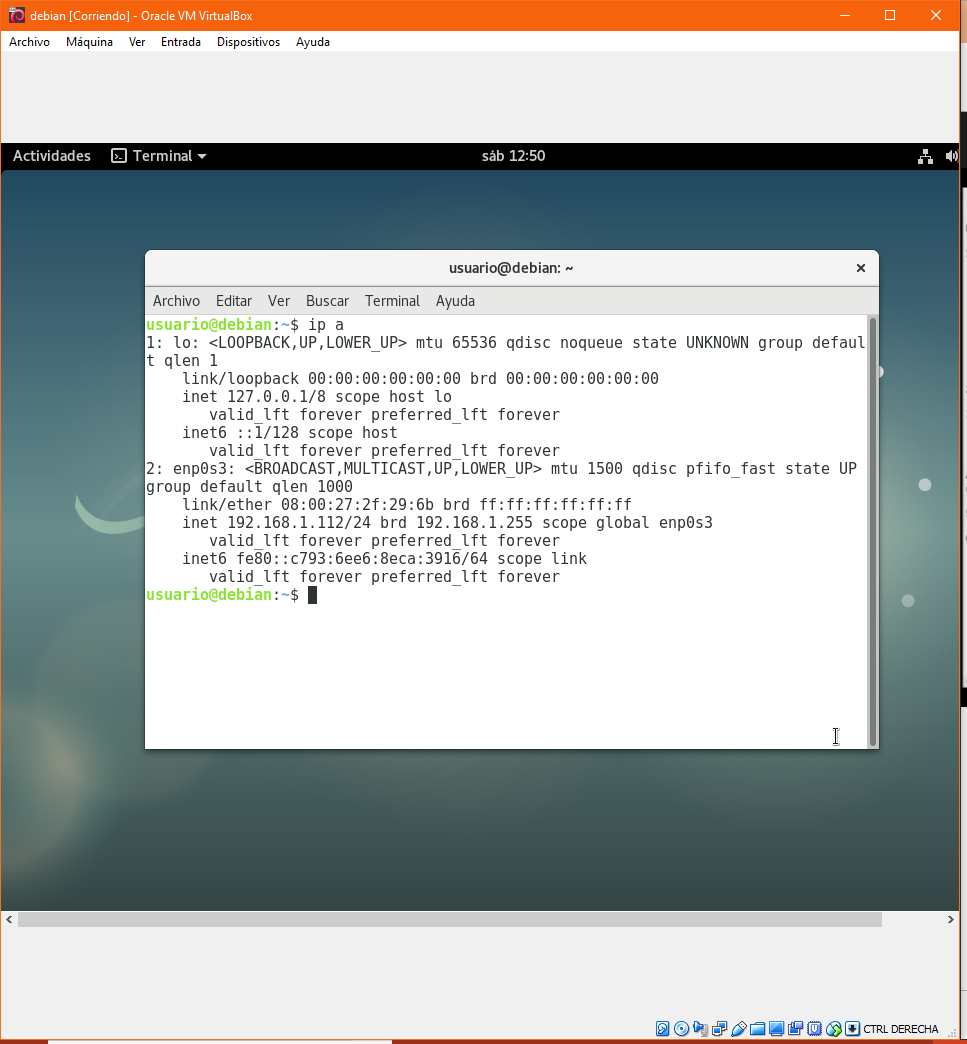 debian [Corriendo] - Oracle VM VirtualBox
Archivo Máquina Ver Entrada Dispositivos Ayuda
Actividades Terminal sáb 12:50
usuario@debian: ~
Archivo Editar Ver Buscar Terminal Ayuda
usuario@debian:~$ ip a
1: lo: <LOOPBACK,UP,LOWER_UP> mtu 65536 qdisc noqueue state UNKNOWN group defaul
t qlen 1
    link/loopback 00:00:00:00:00:00 brd 00:00:00:00:00:00
    inet 127.0.0.1/8 scope host lo
       valid_lft forever preferred_lft forever
    inet6 ::1/128 scope host
       valid_lft forever preferred_lft forever
2: enp0s3: <BROADCAST,MULTICAST,UP,LOWER_UP> mtu 1500 qdisc pfifo_fast state UP
group default qlen 1000
    link/ether 08:00:27:2f:29:6b brd ff:ff:ff:ff:ff:ff
    inet 192.168.1.112/24 brd 192.168.1.255 scope global enp0s3
       valid_lft forever preferred_lft forever
    inet6 fe80::c793:6ee6:8eca:3916/64 scope link
       valid_lft forever preferred_lft forever
usuario@debian:~$
CTRL DERECHA